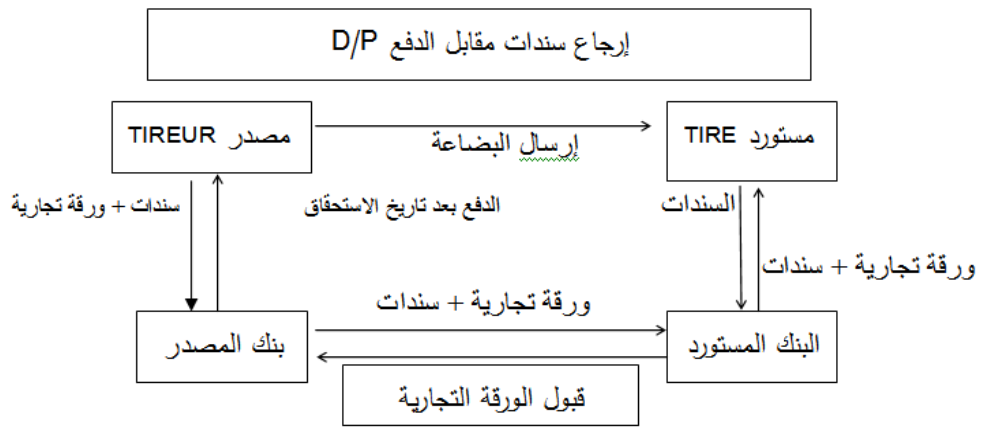 إرجاع سندات مقابل الدفع D/P
مصدر TIREUR
مستورد TIRE
إرسال البضاعة
سندات + ورقة تجارية
الدفع بعد تاريخ الاستحقاق
السندات
ورقة تجارية + سندات
ورقة تجارية + سندات
بنك المصدر
البنك المستورد
قبول الورقة التجارية